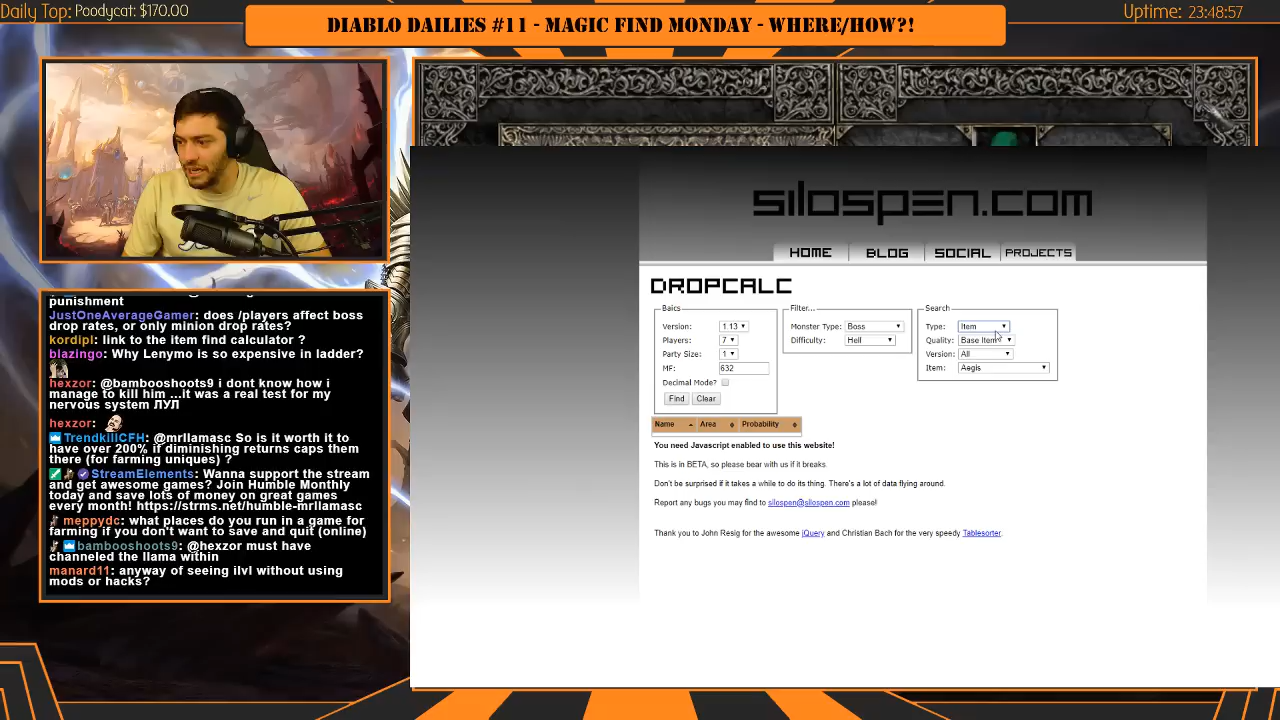 Daily Top: Poodycat: $170.00
DIABLO DAILIES #11 - MAGIC FIND MONDAY - WHERE/HOW?!
Uptime: 23:48:57
punishment
JustOneAverageGamer: does /players affect boss
drop rates, or only minion drop rates?
kordipi: link to the item find calculator ?
blazingo: Why Lenymo is so expensive in ladder?
hexzor: @bambooshoots9 i dont know how i
manage to kill him ...it was a real test for my
nervous system ЛУЛ
hexzor:
TrendkillCFH: @mrllamasc So is it worth it to
have over 200% if diminishing returns caps them
there (for farming uniques) ?
StreamElements: Wanna support the stream
and get awesome games? Join Humble Monthly
today and save lots of money on great games
every month! https://strms.net/humble-mrllamasc
meppydc: what places do you run in a game for
farming if you don't want to save and quit (online)
bambooshoots9: @hexzor must have
channeled the llama within
manard11: anyway of seeing ilvl without using
mods or hacks?
silospen.com
HOME BLOG SOCIAL PROJECTS
DROPCALC
Baics
Version: 1.13
Players: 7
Party Size: 1
MF: 632
Decimal Mode?
Find Clear
Filter...
Monster Type: Boss
Difficulty: Hell
Search
Type: Item
Quality: Base Item
Version: All
Item: Aegis
Name Area Probability
You need Javascript enabled to use this website!
This is in BETA, so please bear with us if it breaks.
Don't be surprised if it takes a while to do its thing. There's a lot of data flying around.
Report any bugs you may find to silospen@silospen.com please!
Thank you to John Resig for the awesome jQuery and Christian Bach for the very speedy Tablesorter.